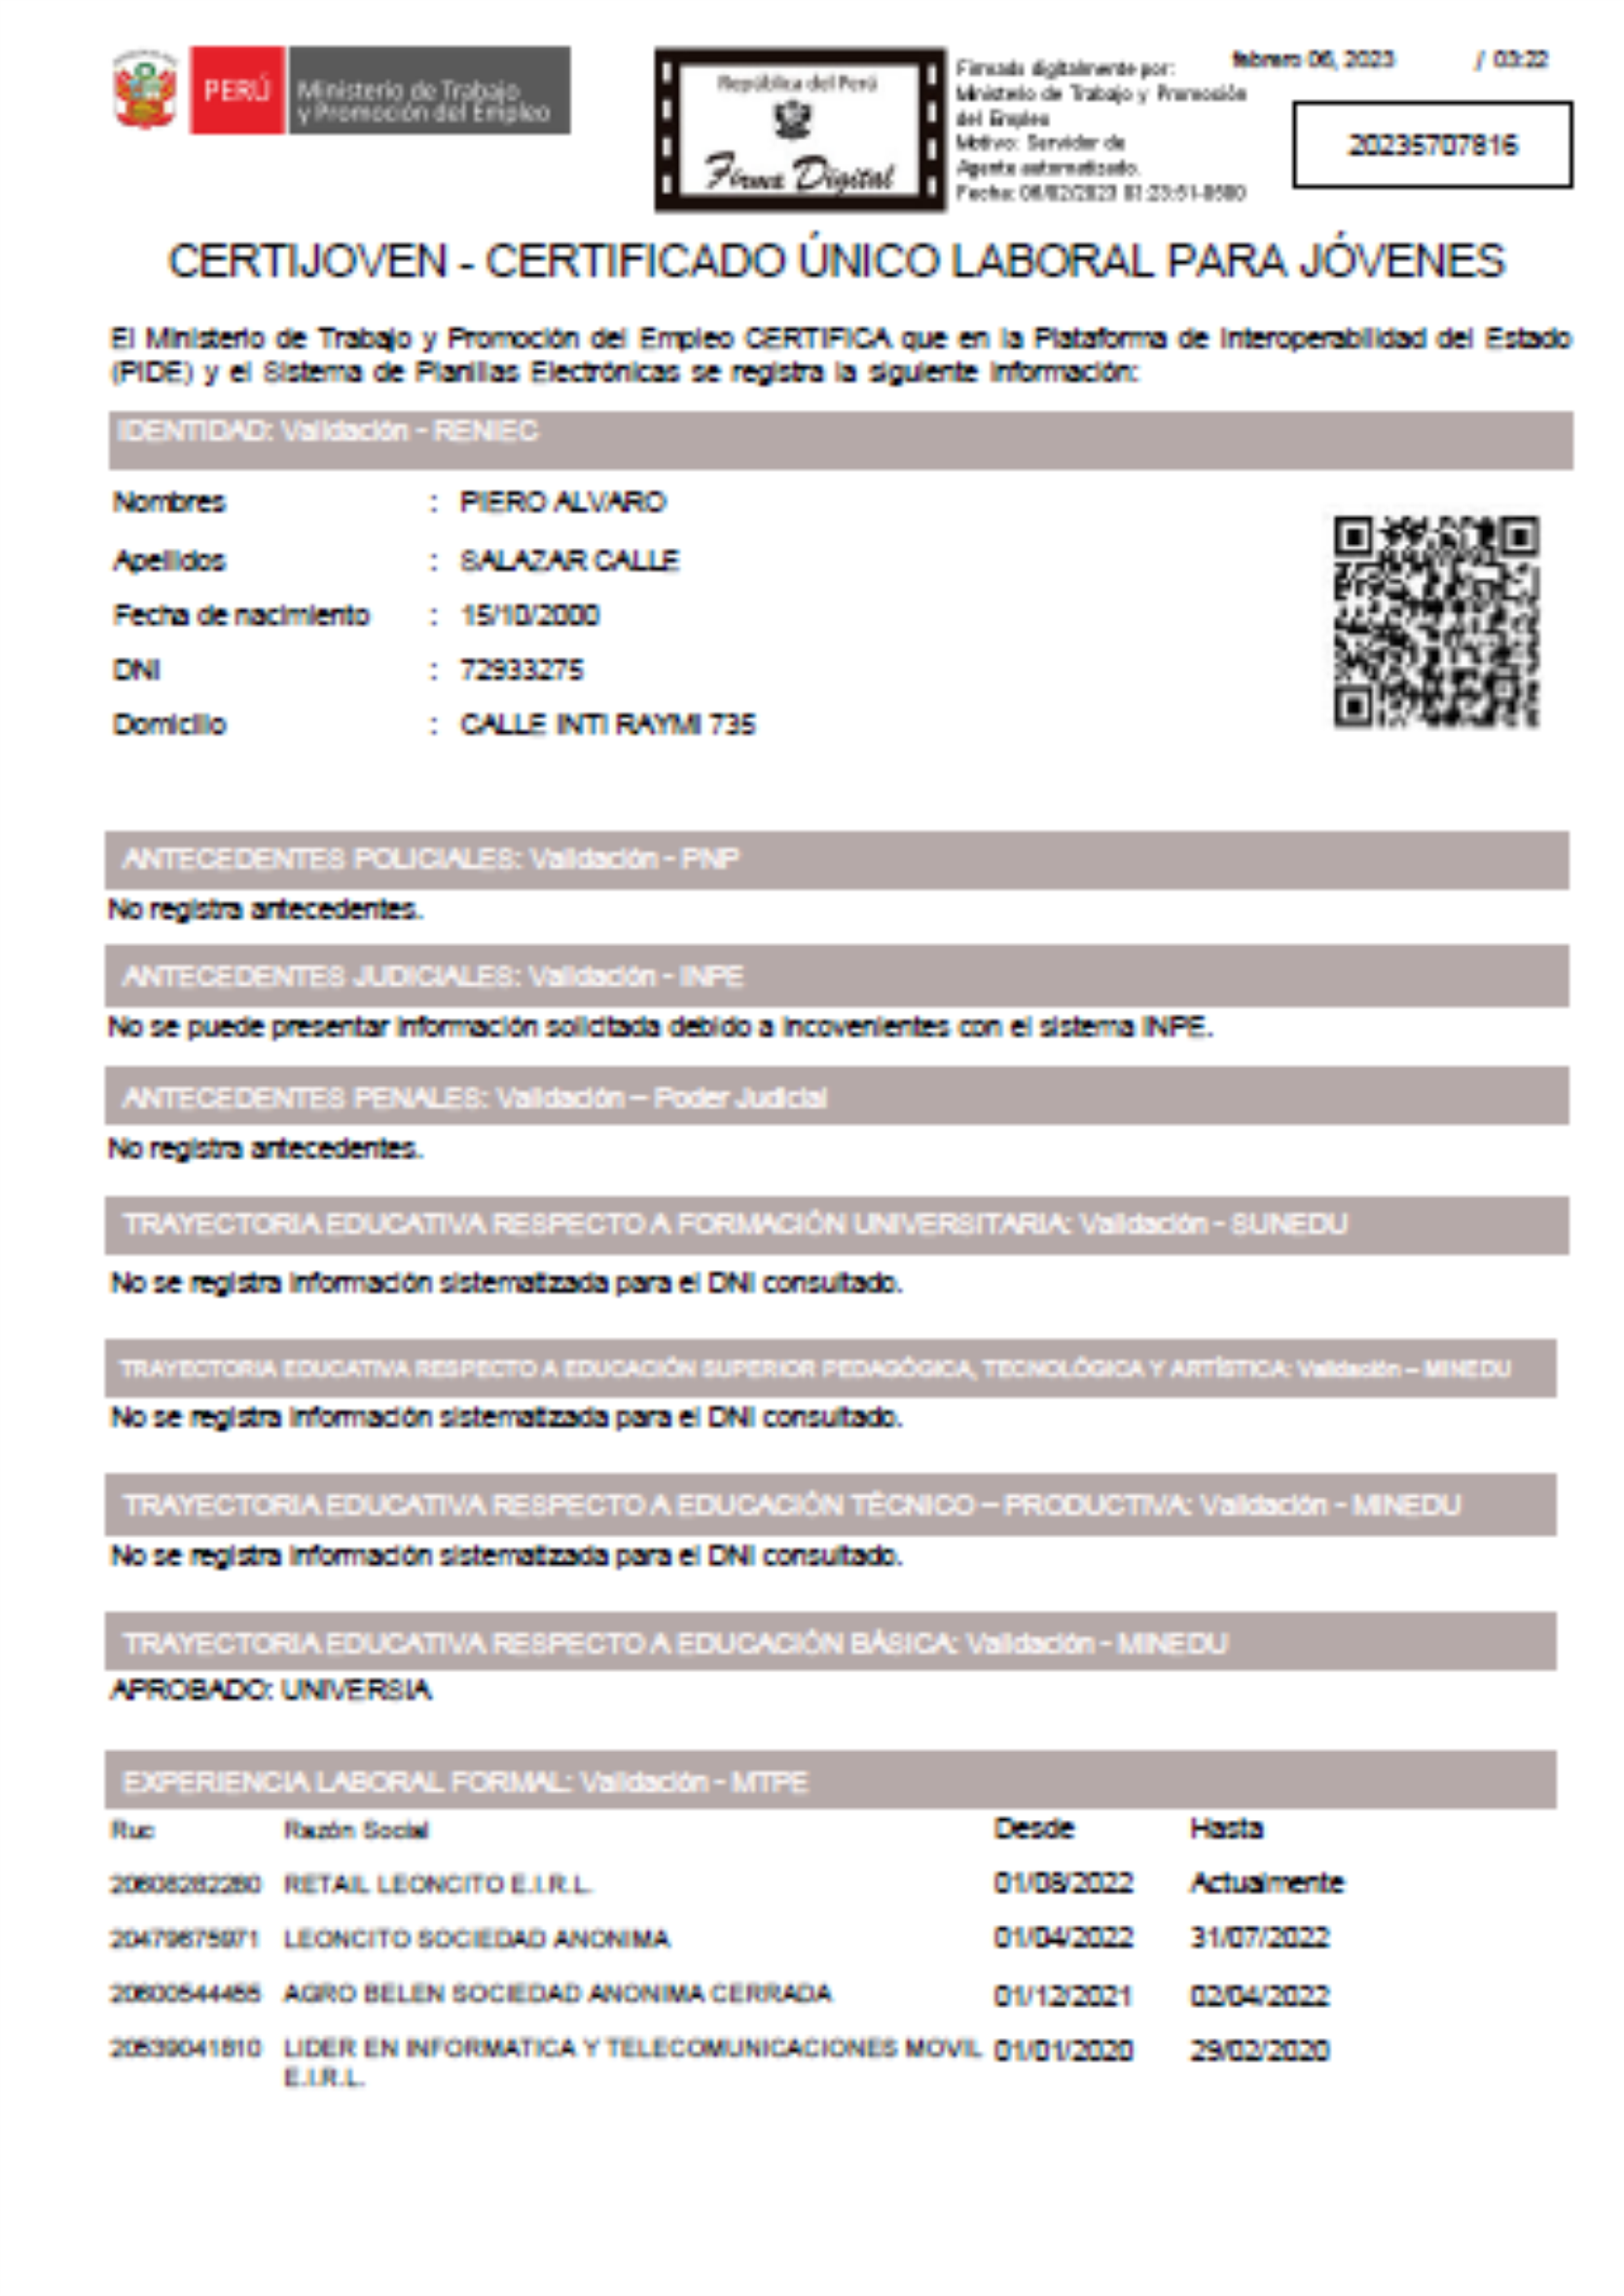 PERÚ Ministerio de Trabajo
y Promoción del Empleo
República del Perú
Firma Digital
Firmado digitalmente por:
Ministerio de Trabajo y Promoción
del Empleo
Motivo: Servidor de
Agente automatizado.
Fecha: 06/02/2023
febrero 06, 2023 / 03:22
20235707816
CERTIJOVEN - CERTIFICADO ÚNICO LABORAL PARA JÓVENES
El Ministerio de Trabajo y Promoción del Empleo CERTIFICA que en la Plataforma de Interoperabilidad del Estado
(PIDE) y el Sistema de Planillas Electrónicas se registra la siguiente información:
IDENTIDAD: Validación - RENIEC
Nombres : PIERO ALVARO
Apellidos : SALAZAR CALLE
Fecha de nacimiento : 15/10/2000
DNI : 72933275
Domicilio : CALLE INTI RAYMI 735
ANTECEDENTES POLICIALES: Validación - PNP
No registra antecedentes.
ANTECEDENTES JUDICIALES: Validación - INPE
No se puede presentar información solicitada debido a incovenientes con el sistema INPE.
ANTECEDENTES PENALES: Validación – Poder Judicial
No registra antecedentes.
TRAYECTORIA EDUCATIVA RESPECTO A FORMACIÓN UNIVERSITARIA: Validación - SUNEDU
No se registra información sistematizada para el DNI consultado.
TRAYECTORIA EDUCATIVA RESPECTO A EDUCACIÓN SUPERIOR PEDAGÓGICA, TECNOLÓGICA Y ARTÍSTICA: Validación – MINEDU
No se registra información sistematizada para el DNI consultado.
TRAYECTORIA EDUCATIVA RESPECTO A EDUCACIÓN TÉCNICO – PRODUCTIVA: Validación - MINEDU
No se registra información sistematizada para el DNI consultado.
TRAYECTORIA EDUCATIVA RESPECTO A EDUCACIÓN BÁSICA: Validación - MINEDU
APROBADO: UNIVERSIA
EXPERIENCIA LABORAL FORMAL: Validación - MTPE
Ruc Razón Social Desde Hasta
20608282280 RETAIL LEONCITO E.I.R.L. 01/08/2022 Actualmente
20479675971 LEONCITO SOCIEDAD ANONIMA 01/04/2022 31/07/2022
20600544455 AGRO BELEN SOCIEDAD ANONIMA CERRADA 01/12/2021 02/04/2022
20539041810 LIDER EN INFORMATICA Y TELECOMUNICACIONES MOVIL 01/01/2020 29/02/2020
E.I.R.L.